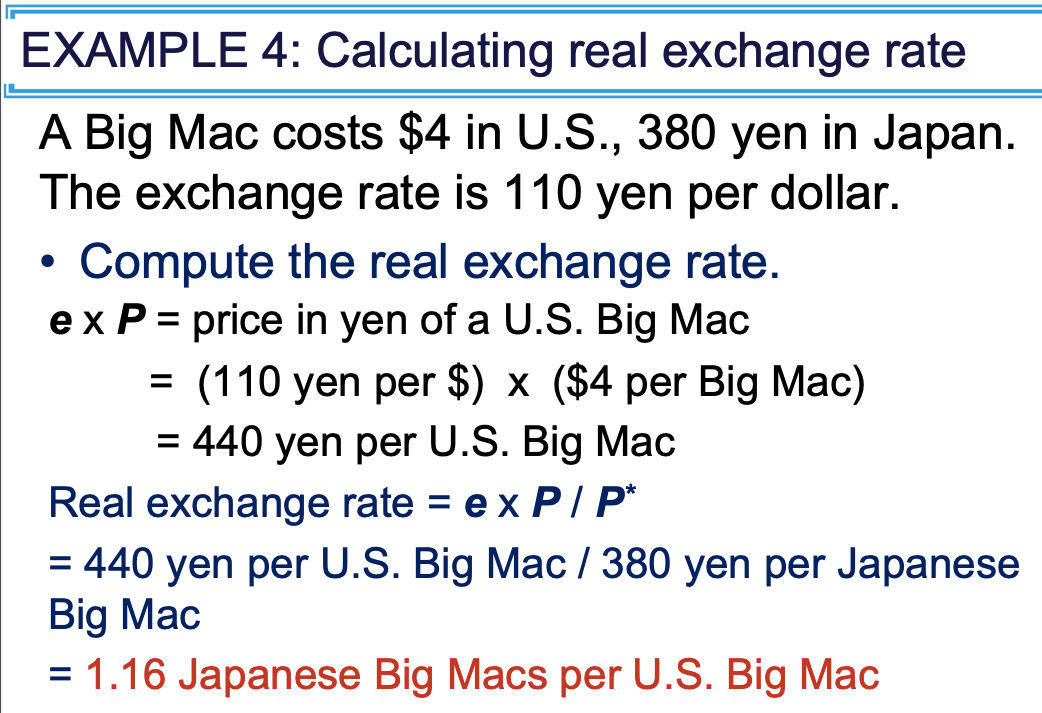 EXAMPLE 4: Calculating real exchange rate
A Big Mac costs $4 in U.S., 380 yen in Japan.
The exchange rate is 110 yen per dollar.
• Compute the real exchange rate.
e x P = price in yen of a U.S. Big Mac
= (110 yen per $) x ($4 per Big Mac)
= 440 yen per U.S. Big Mac
Real exchange rate = e x P / P*
= 440 yen per U.S. Big Mac / 380 yen per Japanese
Big Mac
= 1.16 Japanese Big Macs per U.S. Big Mac